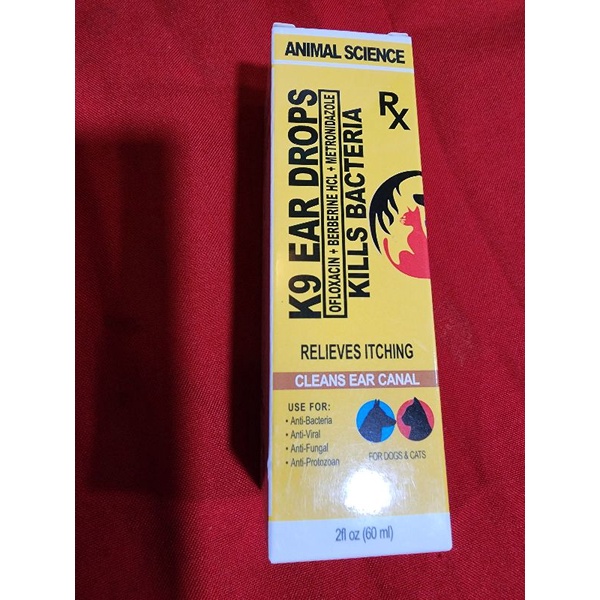 ANIMAL SCIENCE
Rx
K9 EAR DROPS
OFLOXACIN + BERBERINE HCL + METRONIDAZOLE
KILLS BACTERIA
RELIEVES ITCHING
CLEANS EAR CANAL
USE FOR:
• Anti-Bacteria
• Anti-Viral
• Anti-Fungal
• Anti-Protozoan
FOR DOGS & CATS
2fl oz (60 ml)